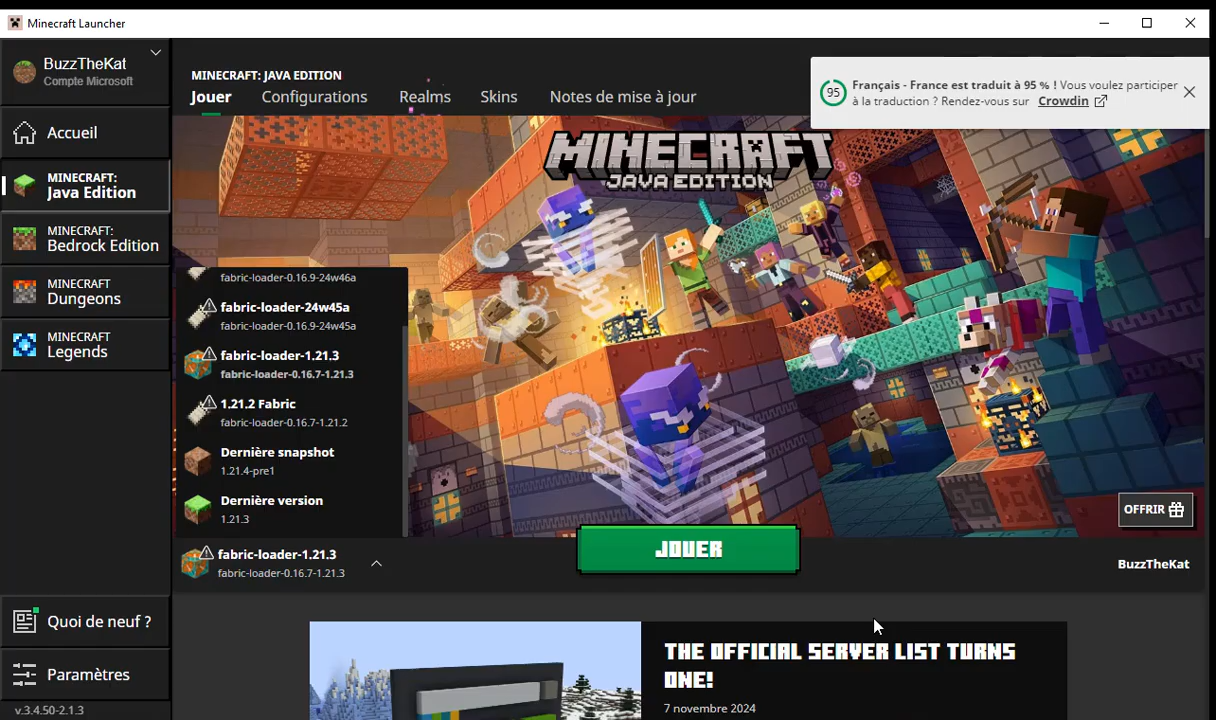 Minecraft Launcher
BuzzTheKat
Compte Microsoft
Accueil
MINECRAFT:
Java Edition
MINECRAFT:
Bedrock Edition
MINECRAFT
Dungeons
MINECRAFT
Legends
Quoi de neuf ?
Paramètres
v.3.4.50-2.1.3
MINECRAFT: JAVA EDITION
Jouer
Configurations
Realms
Skins
Notes de mise à jour
95
Français - France est traduit à 95 % ! Vous voulez participer
à la traduction ? Rendez-vous sur Crowdin
MINECRAFT
JAVA EDITION
fabric-loader-0.16.9-24w46a
fabric-loader-24w45a
fabric-loader-0.16.9-24w45a
fabric-loader-1.21.3
fabric-loader-0.16.7-1.21.3
1.21.2 Fabric
fabric-loader-0.16.7-1.21.2
Dernière snapshot
1.21.4-pre1
Dernière version
1.21.3
OFFRIR
fabric-loader-1.21.3
fabric-loader-0.16.7-1.21.3
JOUER
BuzzTheKat
THE OFFICIAL SERVER LIST TURNS
ONE!
7 novembre 2024